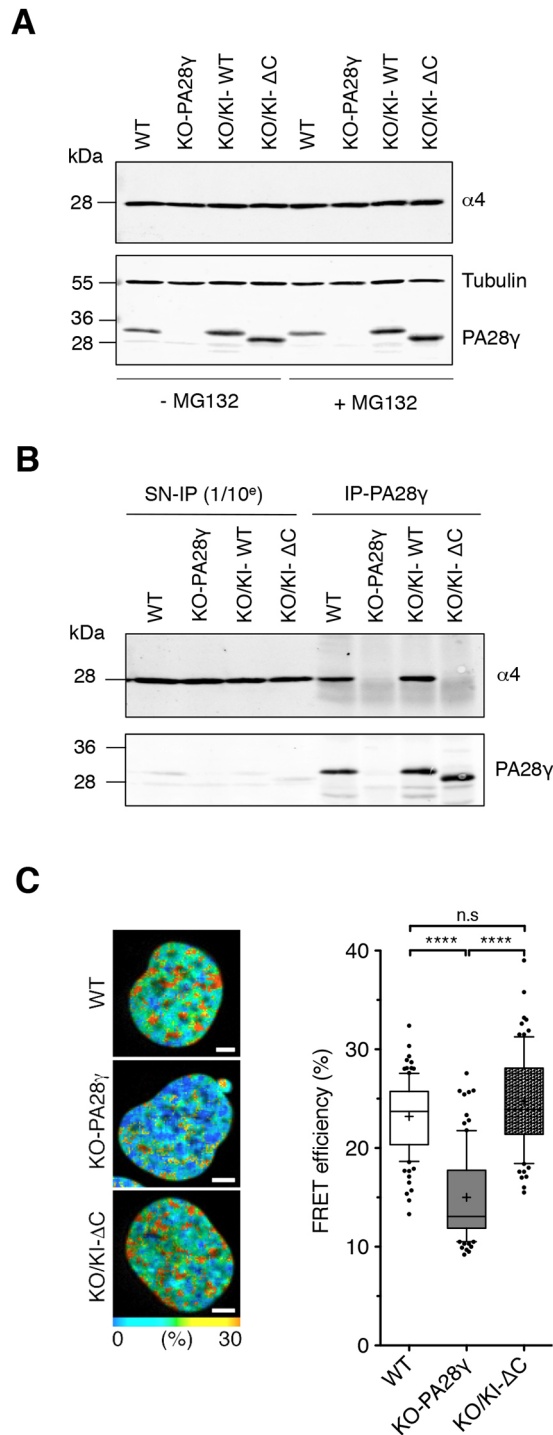 A
WT
KO-PA28γ
KO/KI- WT
KO/KI- ΔC
WT
KO-PA28γ
KO/KI- WT
KO/KI- ΔC
kDa
28
α4
55
Tubulin
36
28
PA28γ
- MG132
+ MG132
B
SN-IP (1/10ᵉ)
IP-PA28γ
WT
KO-PA28γ
KO/KI- WT
KO/KI- ΔC
WT
KO-PA28γ
KO/KI- WT
KO/KI- ΔC
kDa
28
α4
36
28
PA28γ
C
WT
KO-PA28γ
KO/KI-ΔC
0 (%) 30
n.s
**** ****
FRET efficiency (%)
40
30
20
10
0
WT
KO-PA28γ
KO/KI-ΔC